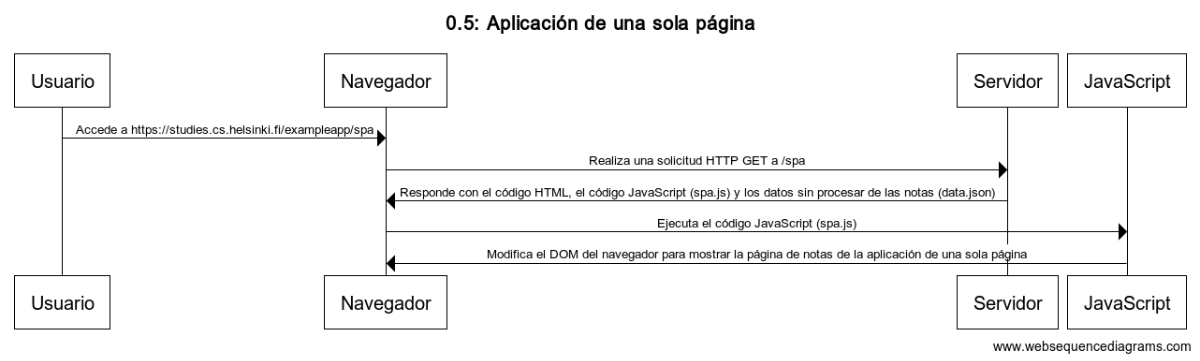 0.5: Aplicación de una sola página
Usuario
Navegador
Servidor
JavaScript
Accede a https://studies.cs.helsinki.fi/exampleapp/spa
Realiza una solicitud HTTP GET a /spa
Responde con el código HTML, el código JavaScript (spa.js) y los datos sin procesar de las notas (data.json)
Ejecuta el código JavaScript (spa.js)
Modifica el DOM del navegador para mostrar la página de notas de la aplicación de una sola página
Usuario
Navegador
Servidor
JavaScript
www.websequencediagrams.com